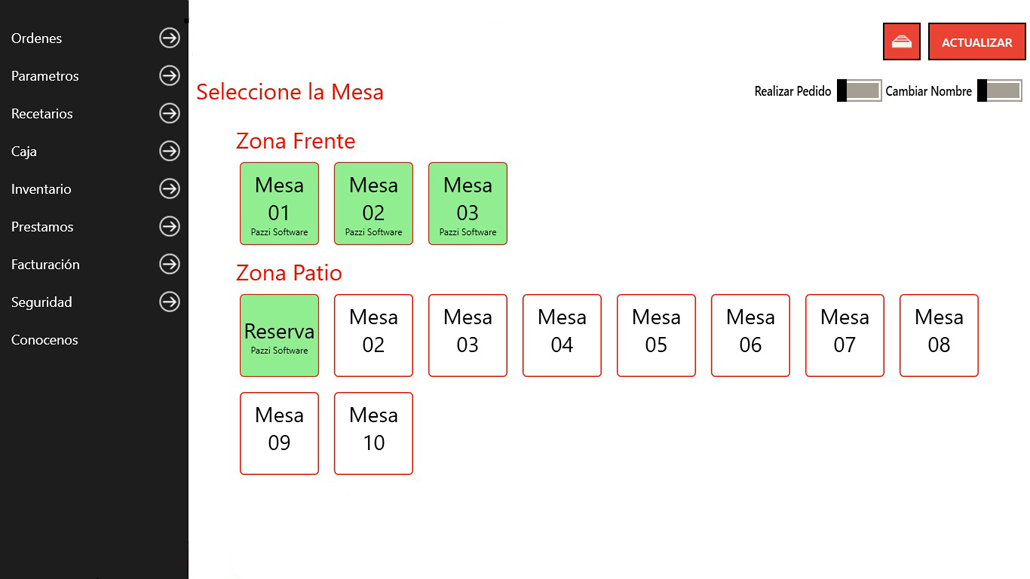 Ordenes
Parametros
Recetarios
Caja
Inventario
Prestamos
Facturación
Seguridad
Conocenos
ACTUALIZAR
Realizar Pedido
Cambiar Nombre
Seleccione la Mesa
Zona Frente
Mesa
01
Pazzi Software
Mesa
02
Pazzi Software
Mesa
03
Pazzi Software
Zona Patio
Reserva
Pazzi Software
Mesa
02
Mesa
03
Mesa
04
Mesa
05
Mesa
06
Mesa
07
Mesa
08
Mesa
09
Mesa
10